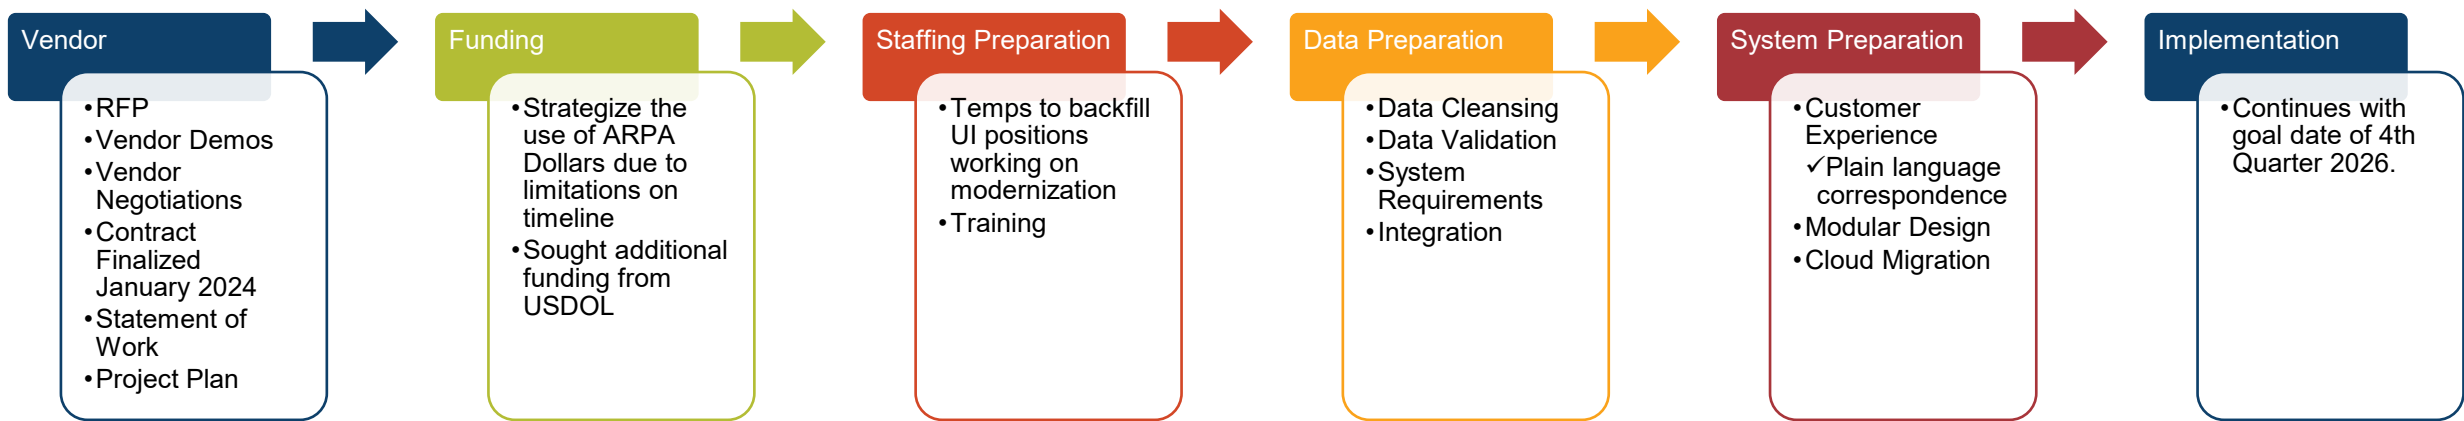 Vendor
•RFP
•Vendor Demos
•Vendor
Negotiations
•Contract
Finalized
January 2024
•Statement of
Work
•Project Plan
Funding
•Strategize the
use of ARPA
Dollars due to
limitations on
timeline
•Sought additional
funding from
USDOL
Staffing Preparation
•Temps to backfill
UI positions
working on
modernization
•Training
Data Preparation
•Data Cleansing
•Data Validation
•System
Requirements
•Integration
System Preparation
•Customer
Experience
✓Plain language
correspondence
•Modular Design
•Cloud Migration
Implementation
•Continues with
goal date of 4th
Quarter 2026.